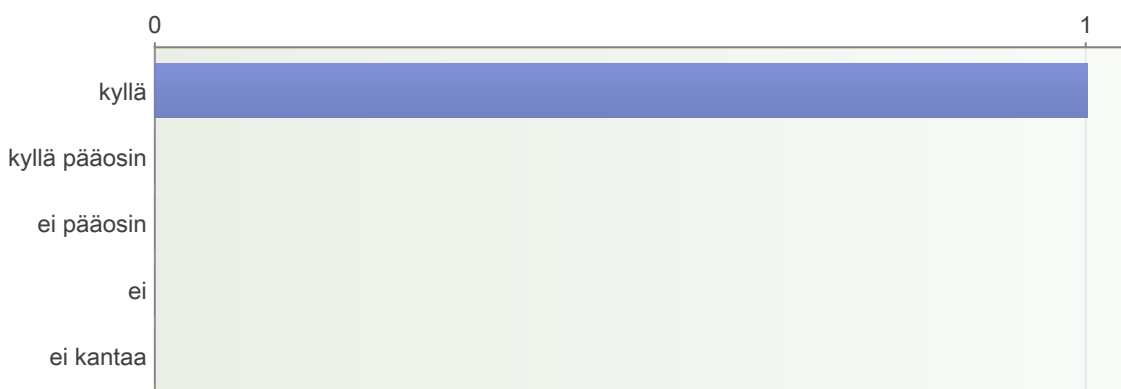 0 1
kyllä
kyllä pääosin
ei pääosin
ei
ei kantaa